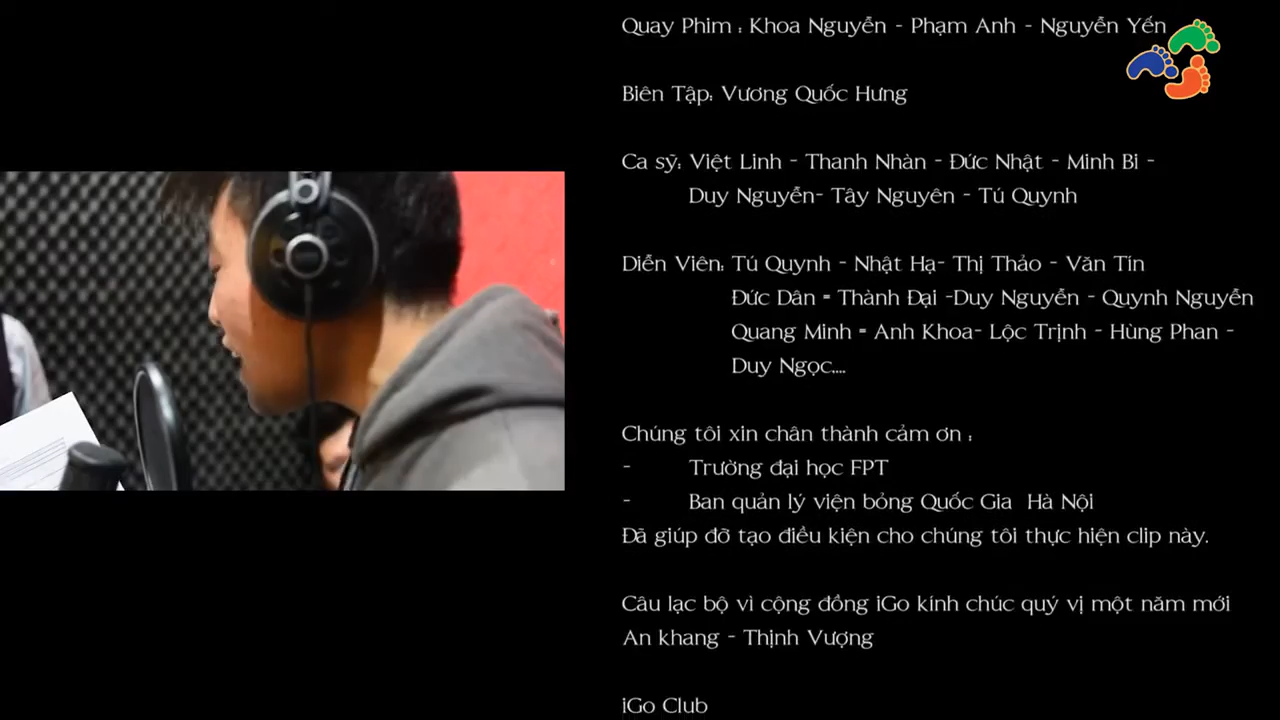 Quay Phim : Khoa Nguyễn - Phạm Anh - Nguyễn Yến
Biên Tập: Vương Quốc Hưng
Ca sỹ: Việt Linh - Thanh Nhàn - Đức Nhật - Minh Bi -
Duy Nguyễn- Tây Nguyên - Tú Quynh
Diễn Viên: Tú Quynh - Nhật Hạ- Thị Thảo - Văn Tín
Đức Dân = Thành Đại -Duy Nguyễn - Quynh Nguyễn
Quang Minh = Anh Khoa- Lộc Trịnh - Hùng Phan -
Duy Ngọc....
Chúng tôi xin chân thành cảm ơn :
- Trường đại học FPT
- Ban quản lý viện bỏng Quốc Gia Hà Nội
Đã giúp đỡ tạo điều kiện cho chúng tôi thực hiện clip này.
Câu lạc bộ vì cộng đồng iGo kính chúc quý vị một năm mới
An khang - Thịnh Vượng
iGo Club